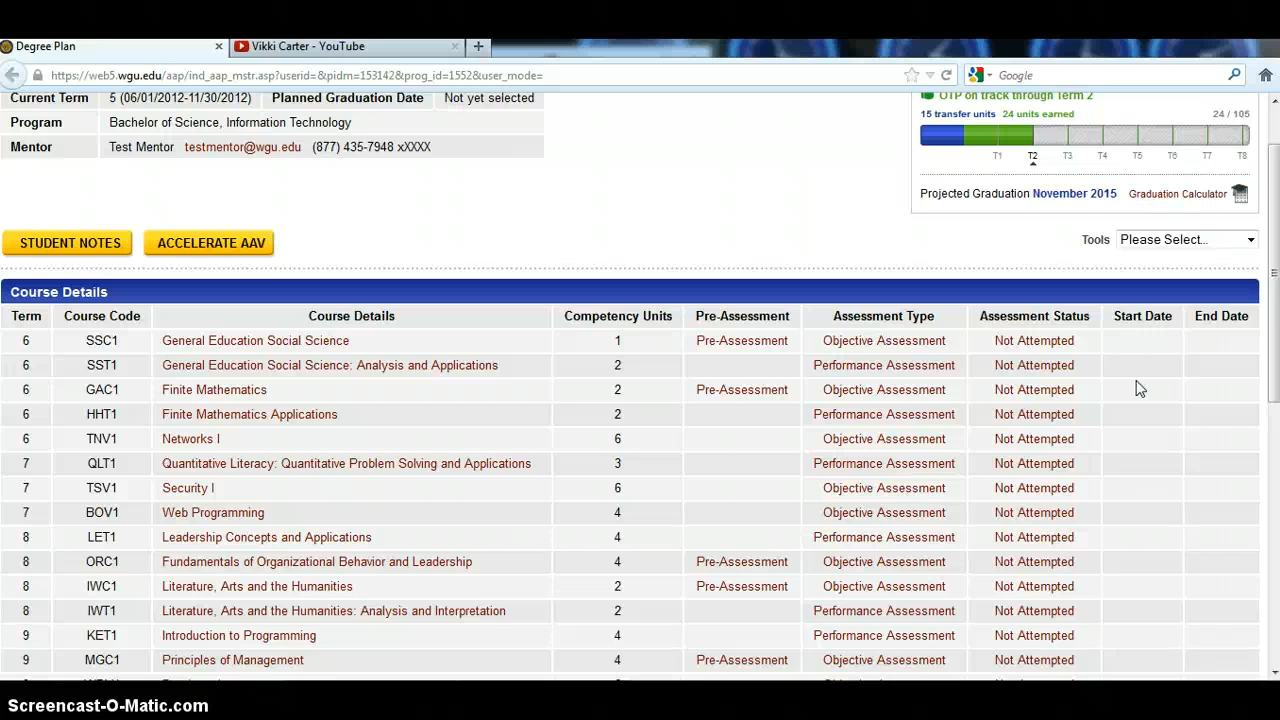 Degree Plan × Vikki Carter - YouTube × +
https://web5.wgu.edu/aap/ind_aap_mstr.asp?userid=&pidm=153142&prog_id=1552&user_mode= Google
Current Term 5 (06/01/2012-11/30/2012) Planned Graduation Date Not yet selected
Program Bachelor of Science, Information Technology
Mentor Test Mentor testmentor@wgu.edu (877) 435-7948 xXXXX
OTP on track through Term 2
15 transfer units 24 units earned 24 / 105
T1 T2 T3 T4 T5 T6 T7 T8
Projected Graduation November 2015 Graduation Calculator
STUDENT NOTES ACCELERATE AAV
Tools Please Select...
Course Details
Term Course Code Course Details Competency Units Pre-Assessment Assessment Type Assessment Status Start Date End Date
6 SSC1 General Education Social Science 1 Pre-Assessment Objective Assessment Not Attempted
6 SST1 General Education Social Science: Analysis and Applications 2 Performance Assessment Not Attempted
6 GAC1 Finite Mathematics 2 Pre-Assessment Objective Assessment Not Attempted
6 HHT1 Finite Mathematics Applications 2 Performance Assessment Not Attempted
6 TNV1 Networks I 6 Objective Assessment Not Attempted
7 QLT1 Quantitative Literacy: Quantitative Problem Solving and Applications 3 Performance Assessment Not Attempted
7 TSV1 Security I 6 Objective Assessment Not Attempted
7 BOV1 Web Programming 4 Objective Assessment Not Attempted
8 LET1 Leadership Concepts and Applications 4 Performance Assessment Not Attempted
8 ORC1 Fundamentals of Organizational Behavior and Leadership 4 Pre-Assessment Objective Assessment Not Attempted
8 IWC1 Literature, Arts and the Humanities 2 Pre-Assessment Objective Assessment Not Attempted
8 IWT1 Literature, Arts and the Humanities: Analysis and Interpretation 2 Performance Assessment Not Attempted
9 KET1 Introduction to Programming 4 Performance Assessment Not Attempted
9 MGC1 Principles of Management 4 Pre-Assessment Objective Assessment Not Attempted
Screencast-O-Matic.com